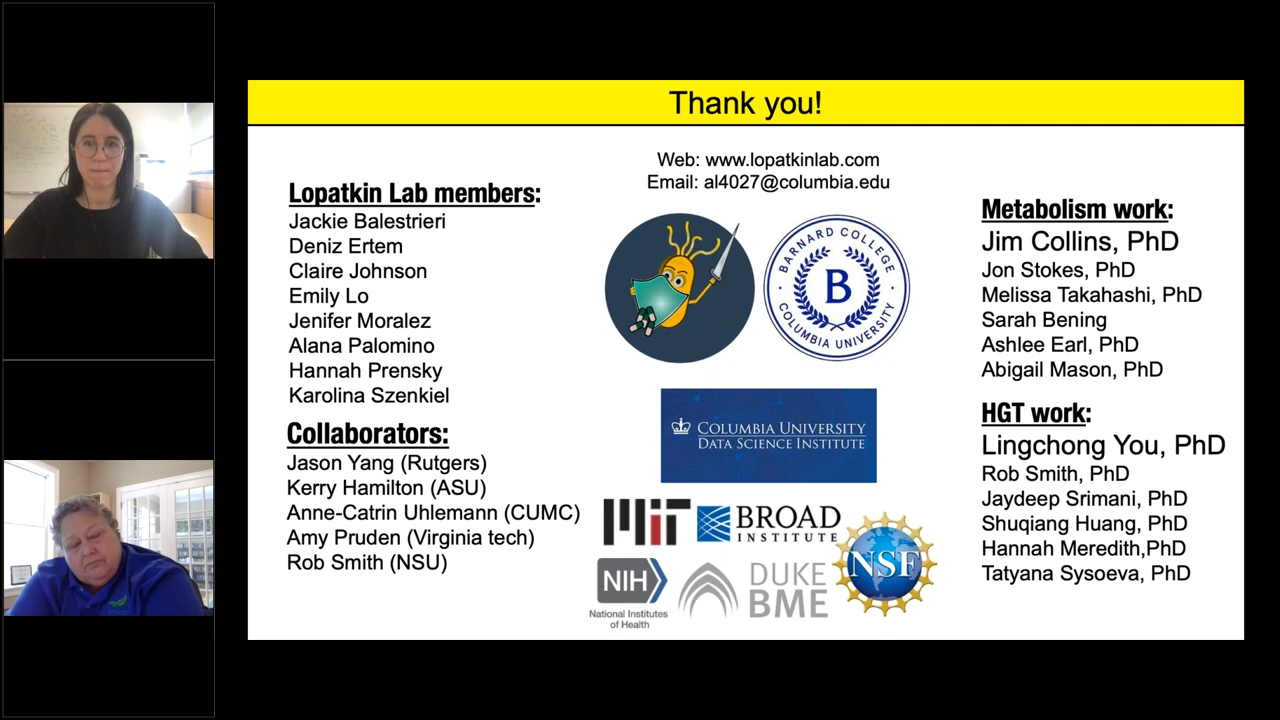 Thank you!
Web: www.lopatkinlab.com
Email: al4027@columbia.edu
Lopatkin Lab members:
Jackie Balestrieri
Deniz Ertem
Claire Johnson
Emily Lo
Jenifer Moralez
Alana Palomino
Hannah Prensky
Karolina Szenkiel
Collaborators:
Jason Yang (Rutgers)
Kerry Hamilton (ASU)
Anne-Catrin Uhlemann (CUMC)
Amy Pruden (Virginia tech)
Rob Smith (NSU)
BARNARD COLLEGE
B
COLUMBIA UNIVERSITY
COLUMBIA UNIVERSITY
DATA SCIENCE INSTITUTE
MIT
BROAD
INSTITUTE
NIH
National Institutes
of Health
DUKE
BME
NSF
Metabolism work:
Jim Collins, PhD
Jon Stokes, PhD
Melissa Takahashi, PhD
Sarah Bening
Ashlee Earl, PhD
Abigail Mason, PhD
HGT work:
Lingchong You, PhD
Rob Smith, PhD
Jaydeep Srimani, PhD
Shuqiang Huang, PhD
Hannah Meredith,PhD
Tatyana Sysoeva, PhD